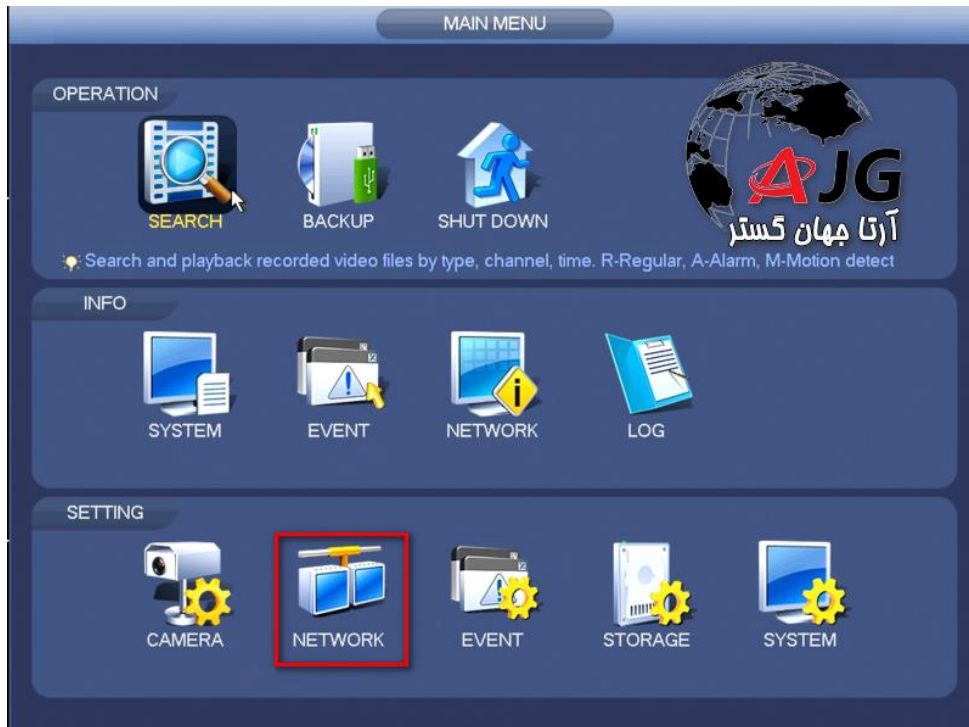 MAIN MENU
OPERATION
AJG
آرتا جهان گستر
SEARCH BACKUP SHUT DOWN
Search and playback recorded video files by type, channel, time. R-Regular, A-Alarm, M-Motion detect
INFO
SYSTEM EVENT NETWORK LOG
SETTING
CAMERA NETWORK EVENT STORAGE SYSTEM